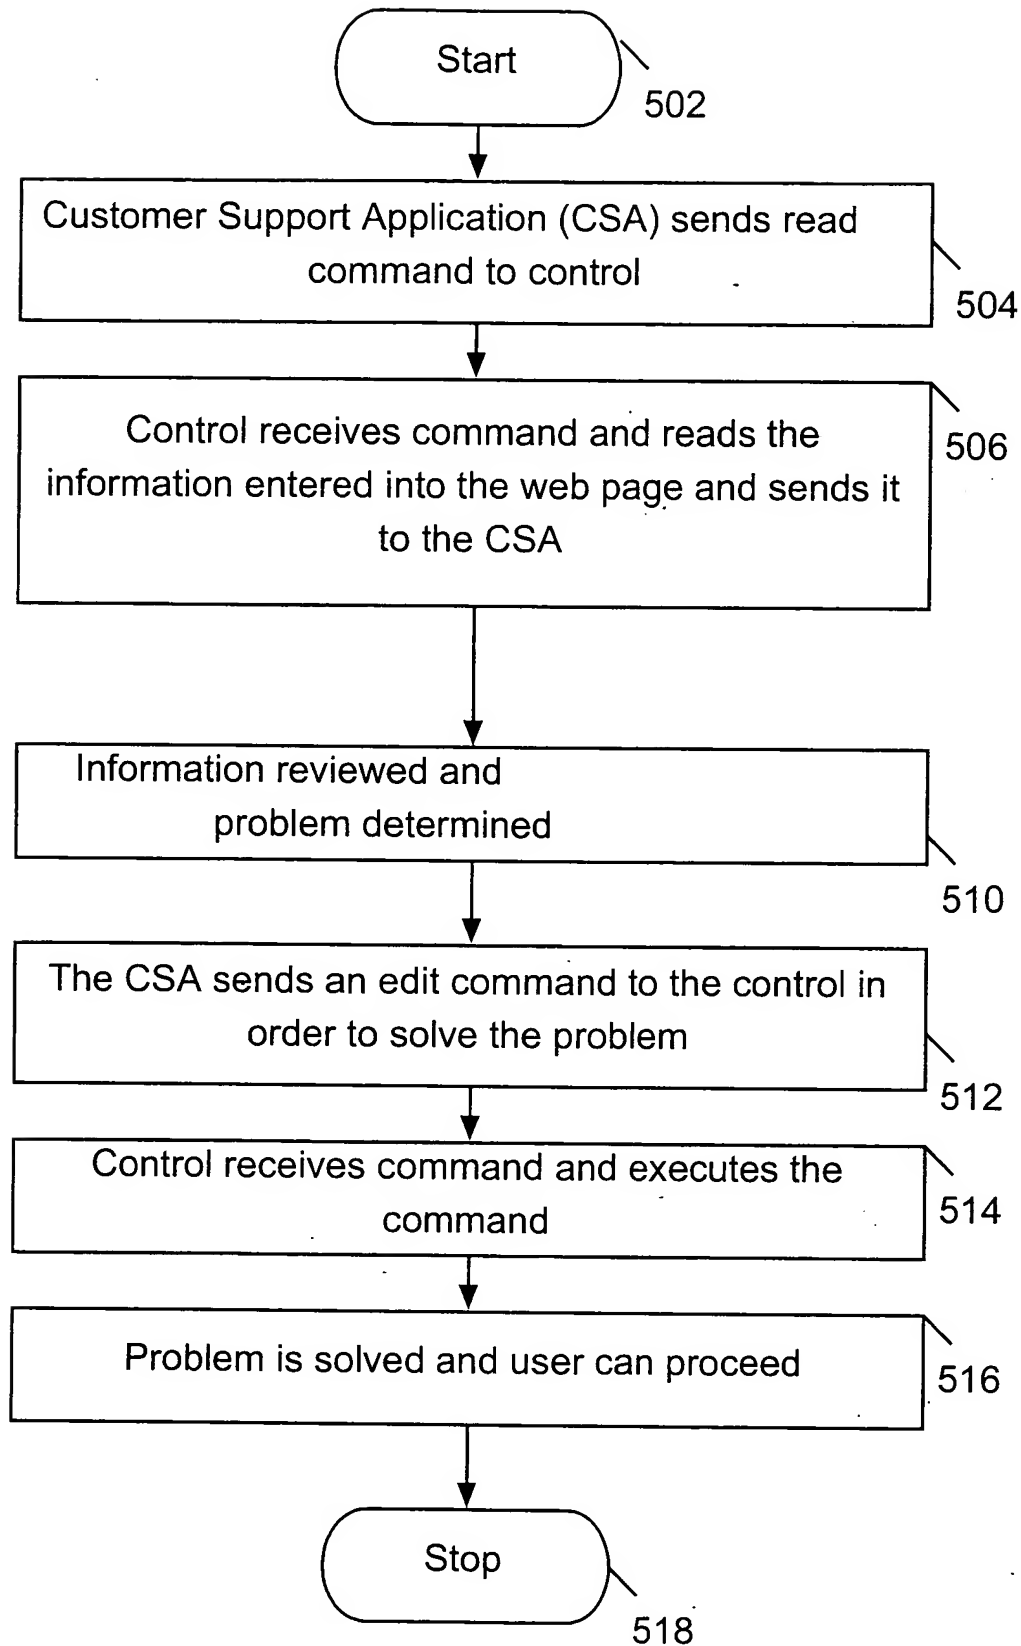 Start
502
Customer Support Application (CSA) sends read
command to control
504
Control receives command and reads the
information entered into the web page and sends it
to the CSA
506
Information reviewed and
problem determined
510
The CSA sends an edit command to the control in
order to solve the problem
512
Control receives command and executes the
command
514
Problem is solved and user can proceed
516
Stop
518